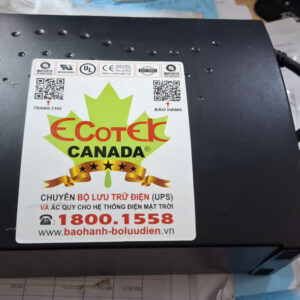 TRANG CHỦ
BẢO HÀNH
ECOTEK
CANADA®
CHUYÊN BỘ LƯU TRỮ ĐIỆN (UPS)
VÀ ẮC QUY CHO HỆ THỐNG ĐIỆN MẶT TRỜI
:1800.1558
www.baohanh-boluudien.vn